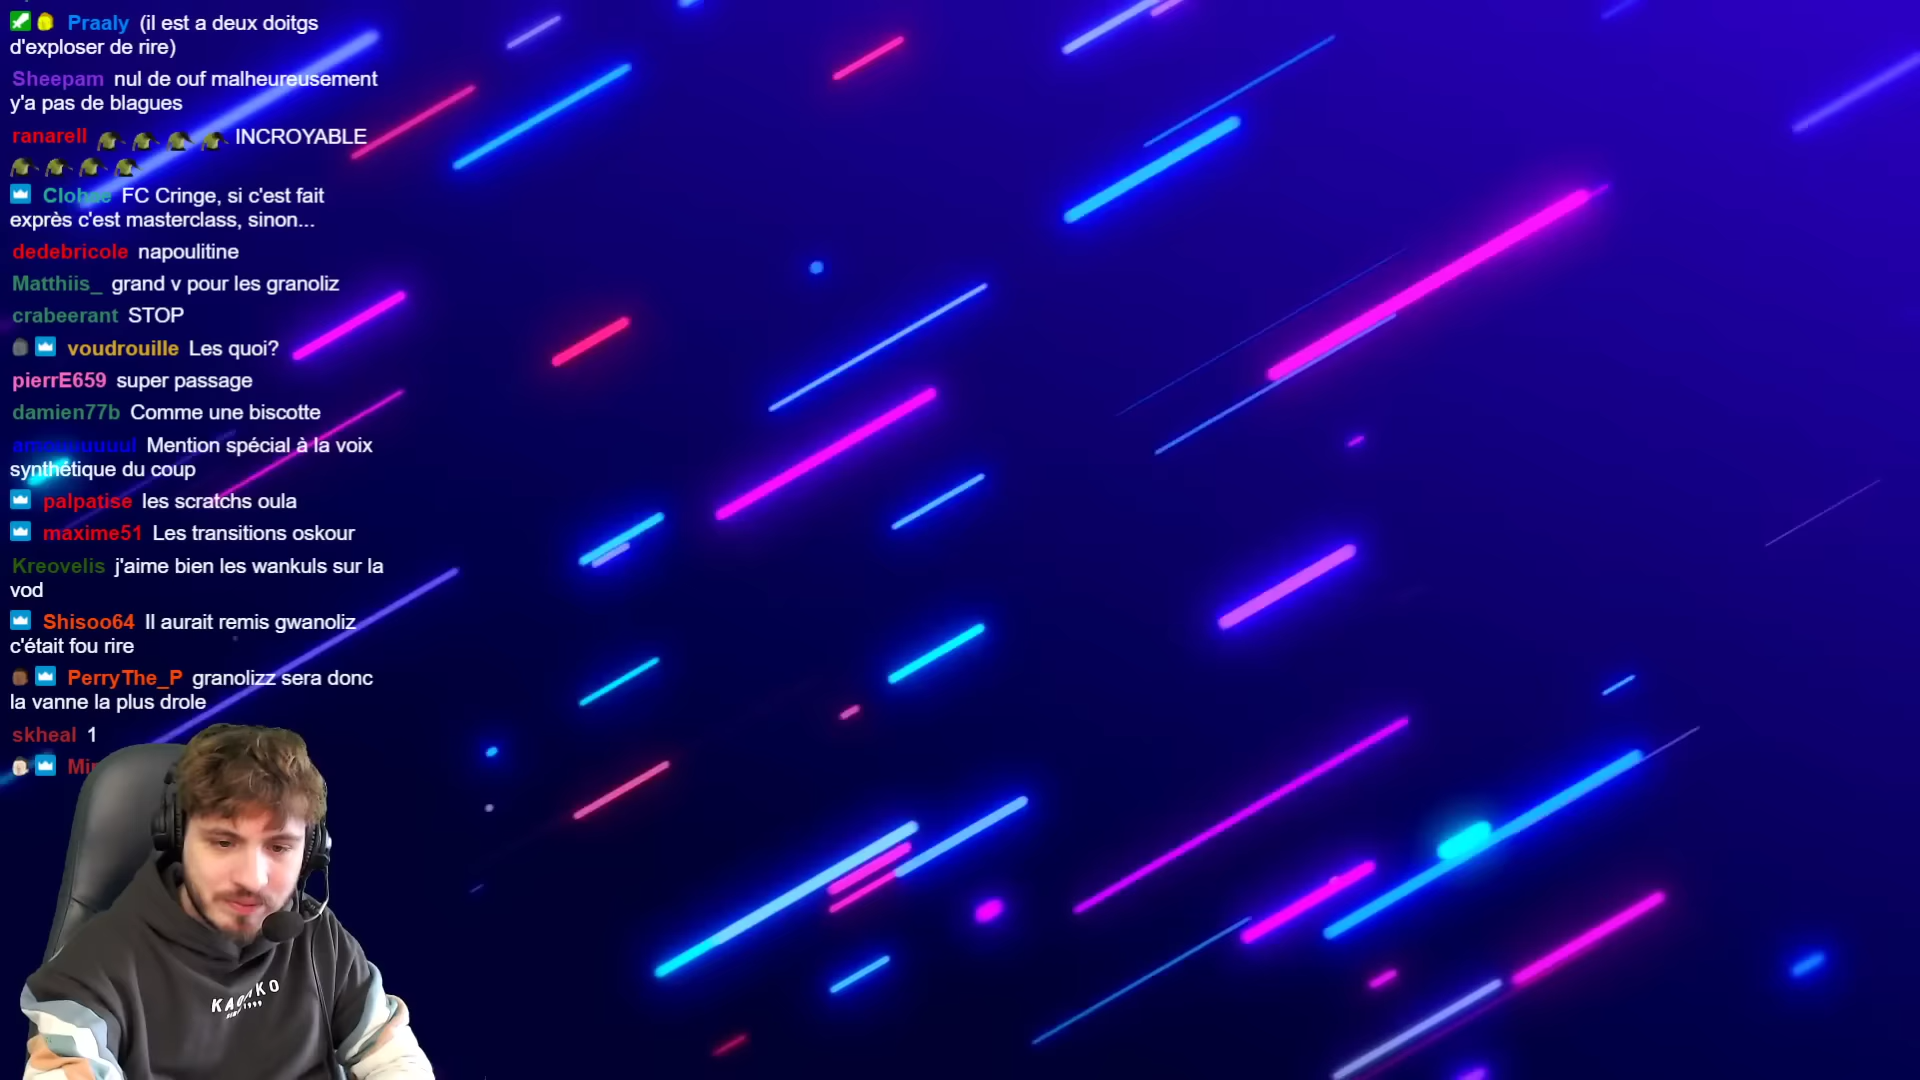 Praaly (il est a deux doitgs
d'exploser de rire)
Sheepam nul de ouf malheureusement
y'a pas de blagues
ranarell INCROYABLE
FC Cringe, si c'est fait
exprès c'est masterclass, sinon...
dedebricole napoulitine
Matthiis_ grand v pour les granoliz
crabeerant STOP
voudrouille Les quoi?
pierrE659 super passage
damien77b Comme une biscotte
Mention spécial à la voix
synthétique du coup
palpatise les scratchs oula
maxime51 Les transitions oskour
Kreovelis j'aime bien les wankuls sur la
vod
Shisoo64 Il aurait remis gwanoliz
c'était fou rire
PerryThe_P granolizz sera donc
la vanne la plus drole
skheal 1